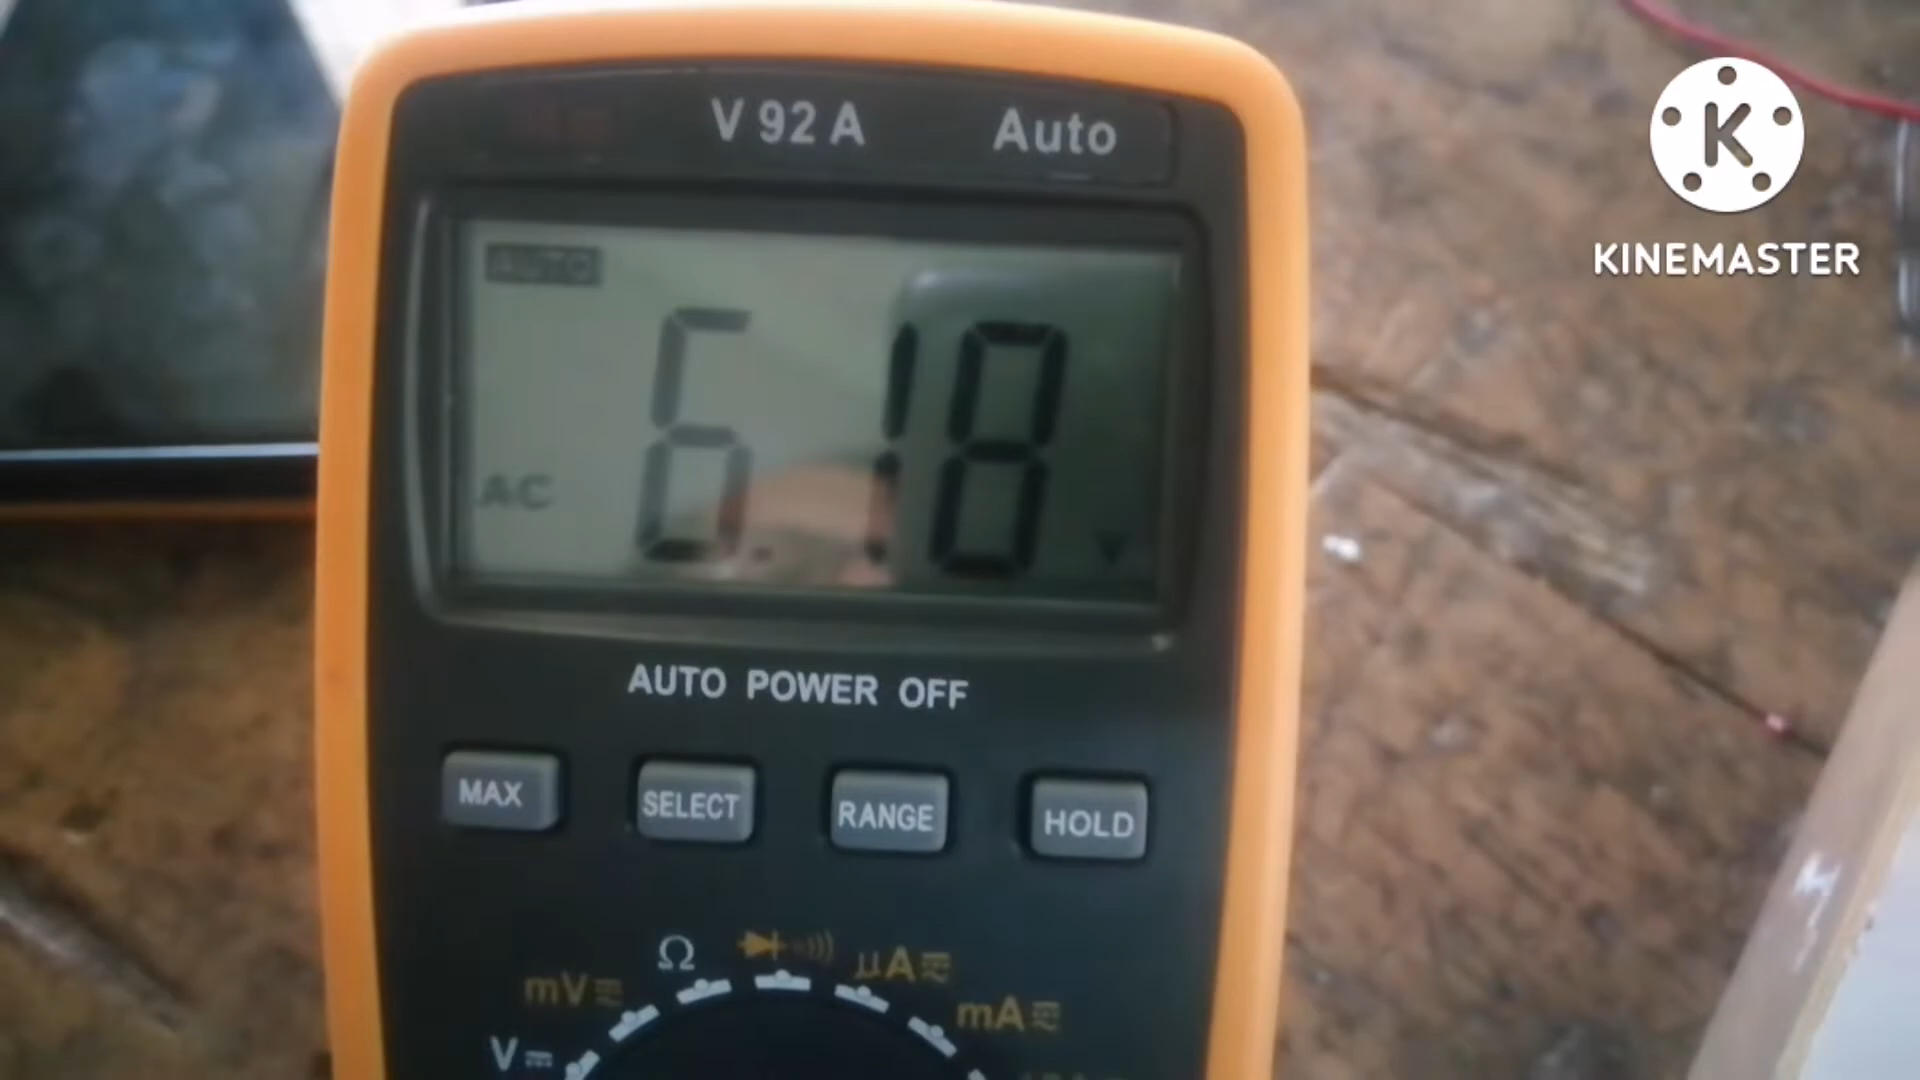 V 92 A Auto
K
KINEMASTER
AUTO
6.18
AC
V
AUTO POWER OFF
MAX SELECT RANGE HOLD
Ω
μA
mV
mA
V